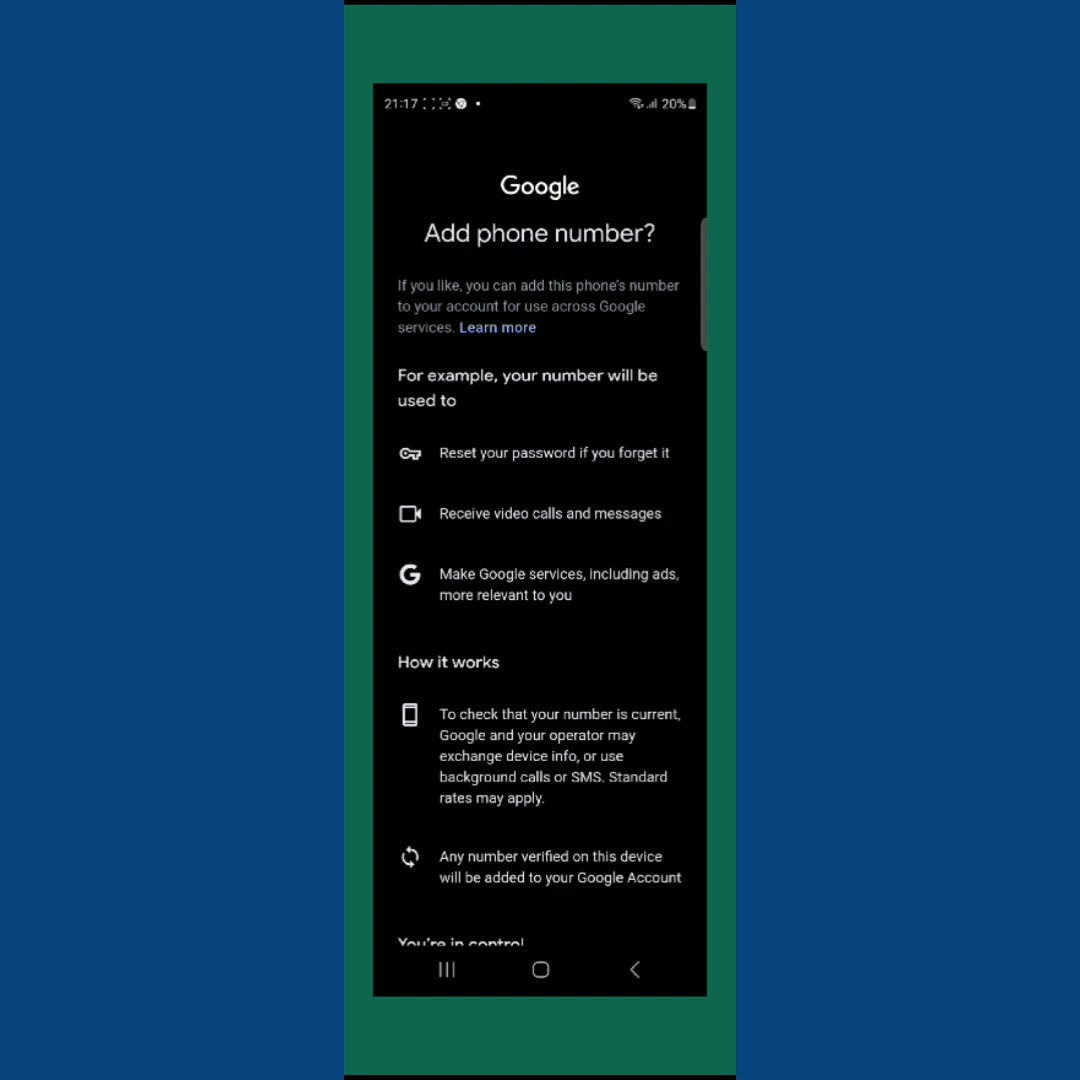 21:17 20%
Google
Add phone number?
If you like, you can add this phone's number
to your account for use across Google
services. Learn more
For example, your number will be
used to
Reset your password if you forget it
Receive video calls and messages
Make Google services, including ads,
more relevant to you
How it works
To check that your number is current,
Google and your operator may
exchange device info, or use
background calls or SMS. Standard
rates may apply.
Any number verified on this device
will be added to your Google Account
You're in control